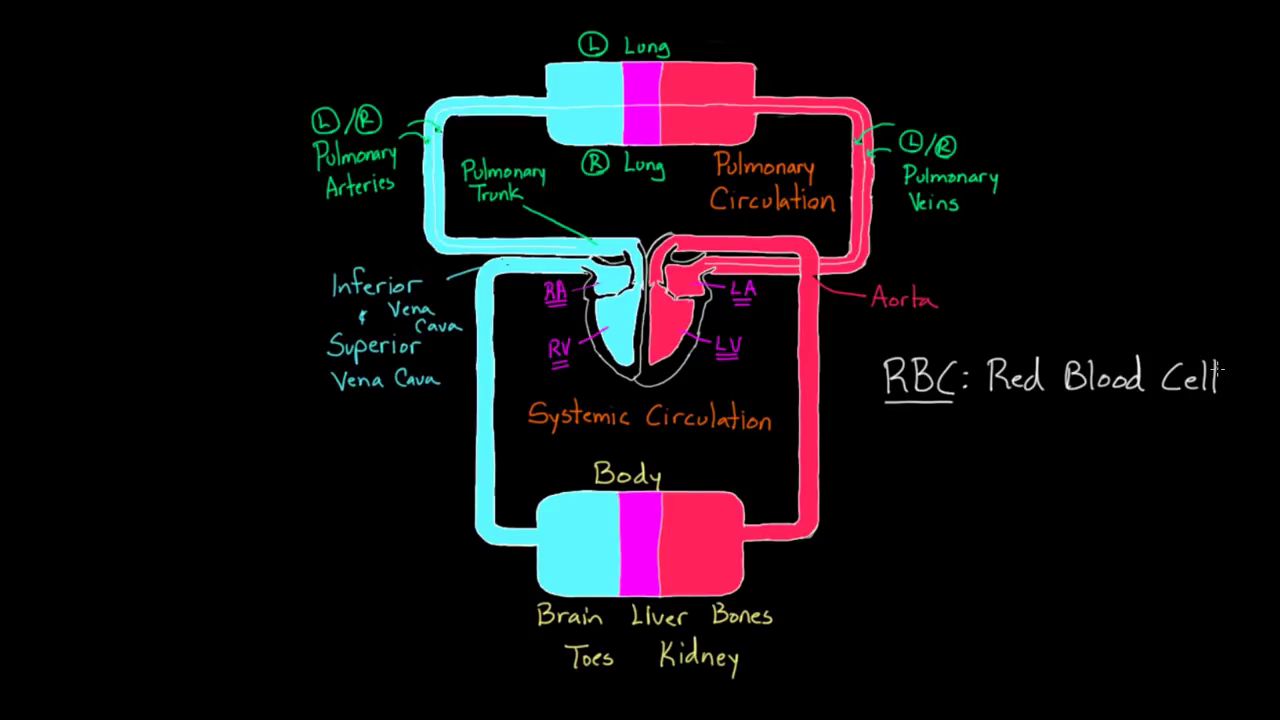 L Lung
L/R
Pulmonary
Arteries
Pulmonary
Trunk
R Lung
Pulmonary
Circulation
L/R
Pulmonary
Veins
Inferior
& Vena
Cava
Superior
Vena Cava
RA
LA
RV
LV
Aorta
RBC: Red Blood Cell
Systemic Circulation
Body
Brain Liver Bones
Toes Kidney